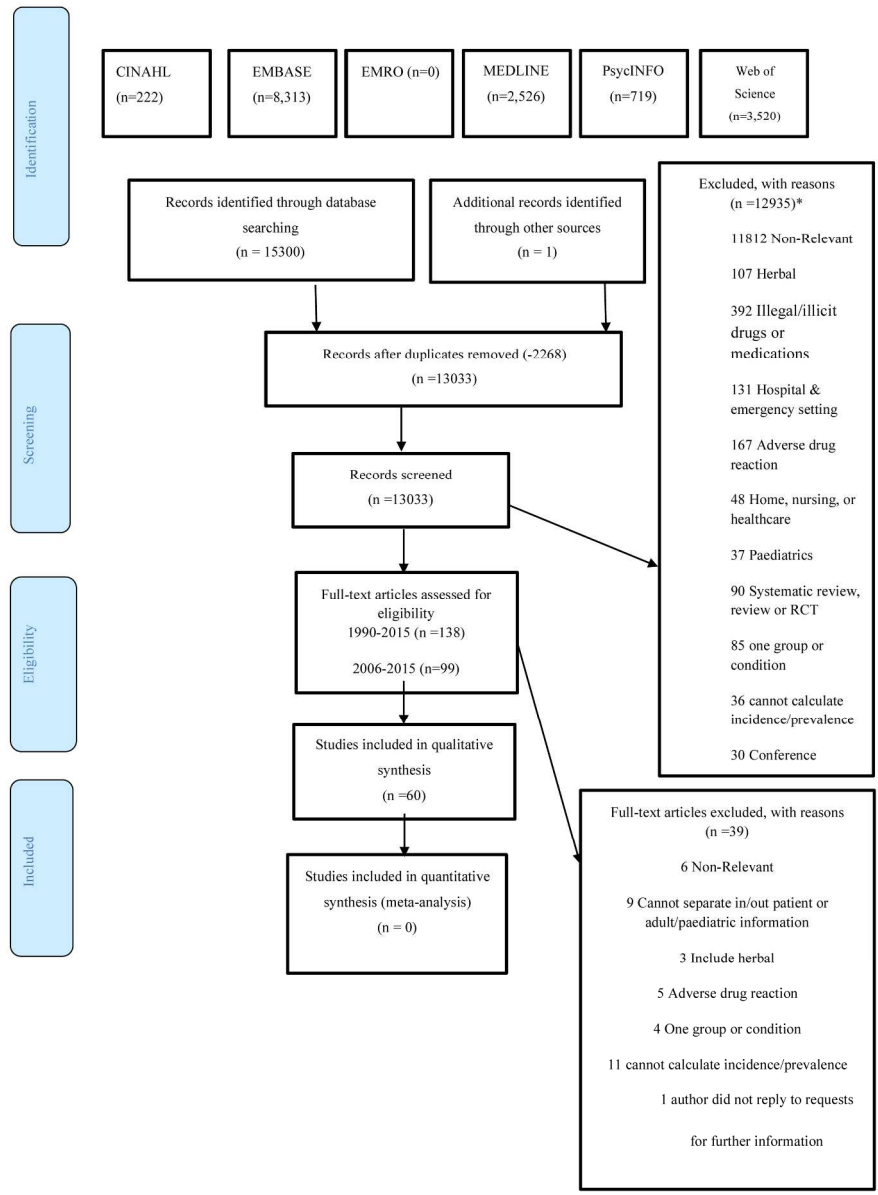 Identification
CINAHL
(n=222)
EMBASE
(n=8,313)
EMRO (n=0)
MEDLINE
(n=2,526)
PsycINFO
(n=719)
Web of
Science
(n=3,520)
Records identified through database
searching
(n = 15300)
Additional records identified
through other sources
(n = 1)
Excluded, with reasons
(n =12935)*
11812 Non-Relevant
107 Herbal
392 Illegal/illicit
drugs or
medications
131 Hospital &
emergency setting
167 Adverse drug
reaction
48 Home, nursing, or
healthcare
37 Paediatrics
90 Systematic review,
review or RCT
85 one group or
condition
36 cannot calculate
incidence/prevalence
30 Conference
Screening
Records after duplicates removed (-2268)
(n =13033)
Records screened
(n =13033)
Eligibility
Full-text articles assessed for
eligibility
1990-2015 (n =138)
2006-2015 (n=99)
Studies included in qualitative
synthesis
(n =60)
Included
Studies included in quantitative
synthesis (meta-analysis)
(n = 0)
Full-text articles excluded, with reasons
(n =39)
6 Non-Relevant
9 Cannot separate in/out patient or
adult/paediatric information
3 Include herbal
5 Adverse drug reaction
4 One group or condition
11 cannot calculate incidence/prevalence
1 author did not reply to requests
for further information